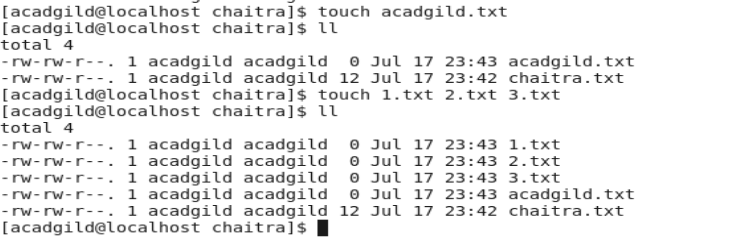 [acadgild@localhost chaitra]$ touch acadgild.txt
[acadgild@localhost chaitra]$ ll
total 4
-rw-rw-r--. 1 acadgild acadgild  0 Jul 17 23:43 acadgild.txt
-rw-rw-r--. 1 acadgild acadgild 12 Jul 17 23:42 chaitra.txt
[acadgild@localhost chaitra]$ touch 1.txt 2.txt 3.txt
[acadgild@localhost chaitra]$ ll
total 4
-rw-rw-r--. 1 acadgild acadgild  0 Jul 17 23:43 1.txt
-rw-rw-r--. 1 acadgild acadgild  0 Jul 17 23:43 2.txt
-rw-rw-r--. 1 acadgild acadgild  0 Jul 17 23:43 3.txt
-rw-rw-r--. 1 acadgild acadgild  0 Jul 17 23:43 acadgild.txt
-rw-rw-r--. 1 acadgild acadgild 12 Jul 17 23:42 chaitra.txt
[acadgild@localhost chaitra]$